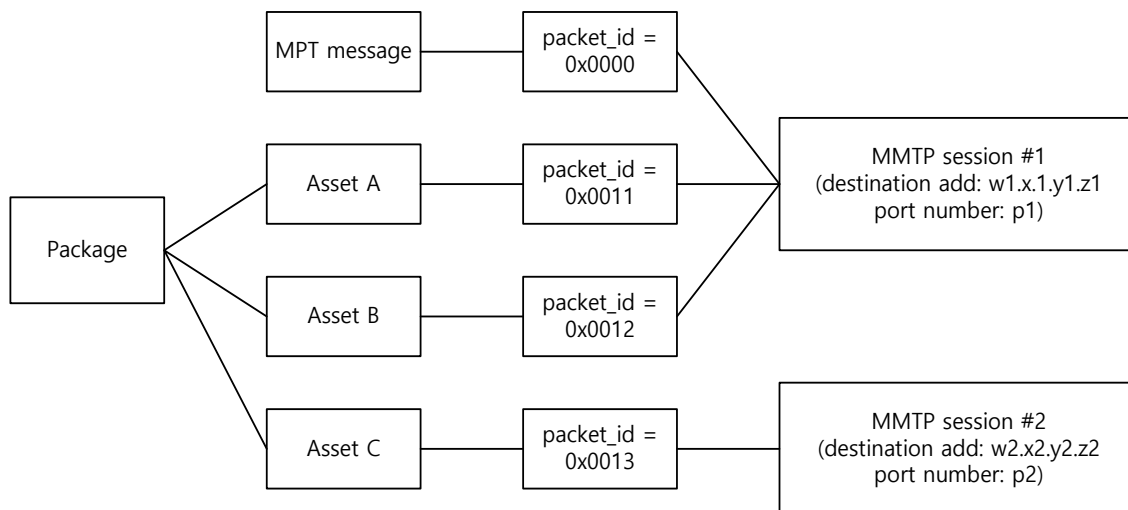 MPT message
packet_id =
0x0000
MMTP session #1
(destination add: w1.x.1.y1.z1
port number: p1)
Asset A
packet_id =
0x0011
Package
Asset B
packet_id =
0x0012
Asset C
packet_id =
0x0013
MMTP session #2
(destination add: w2.x2.y2.z2
port number: p2)